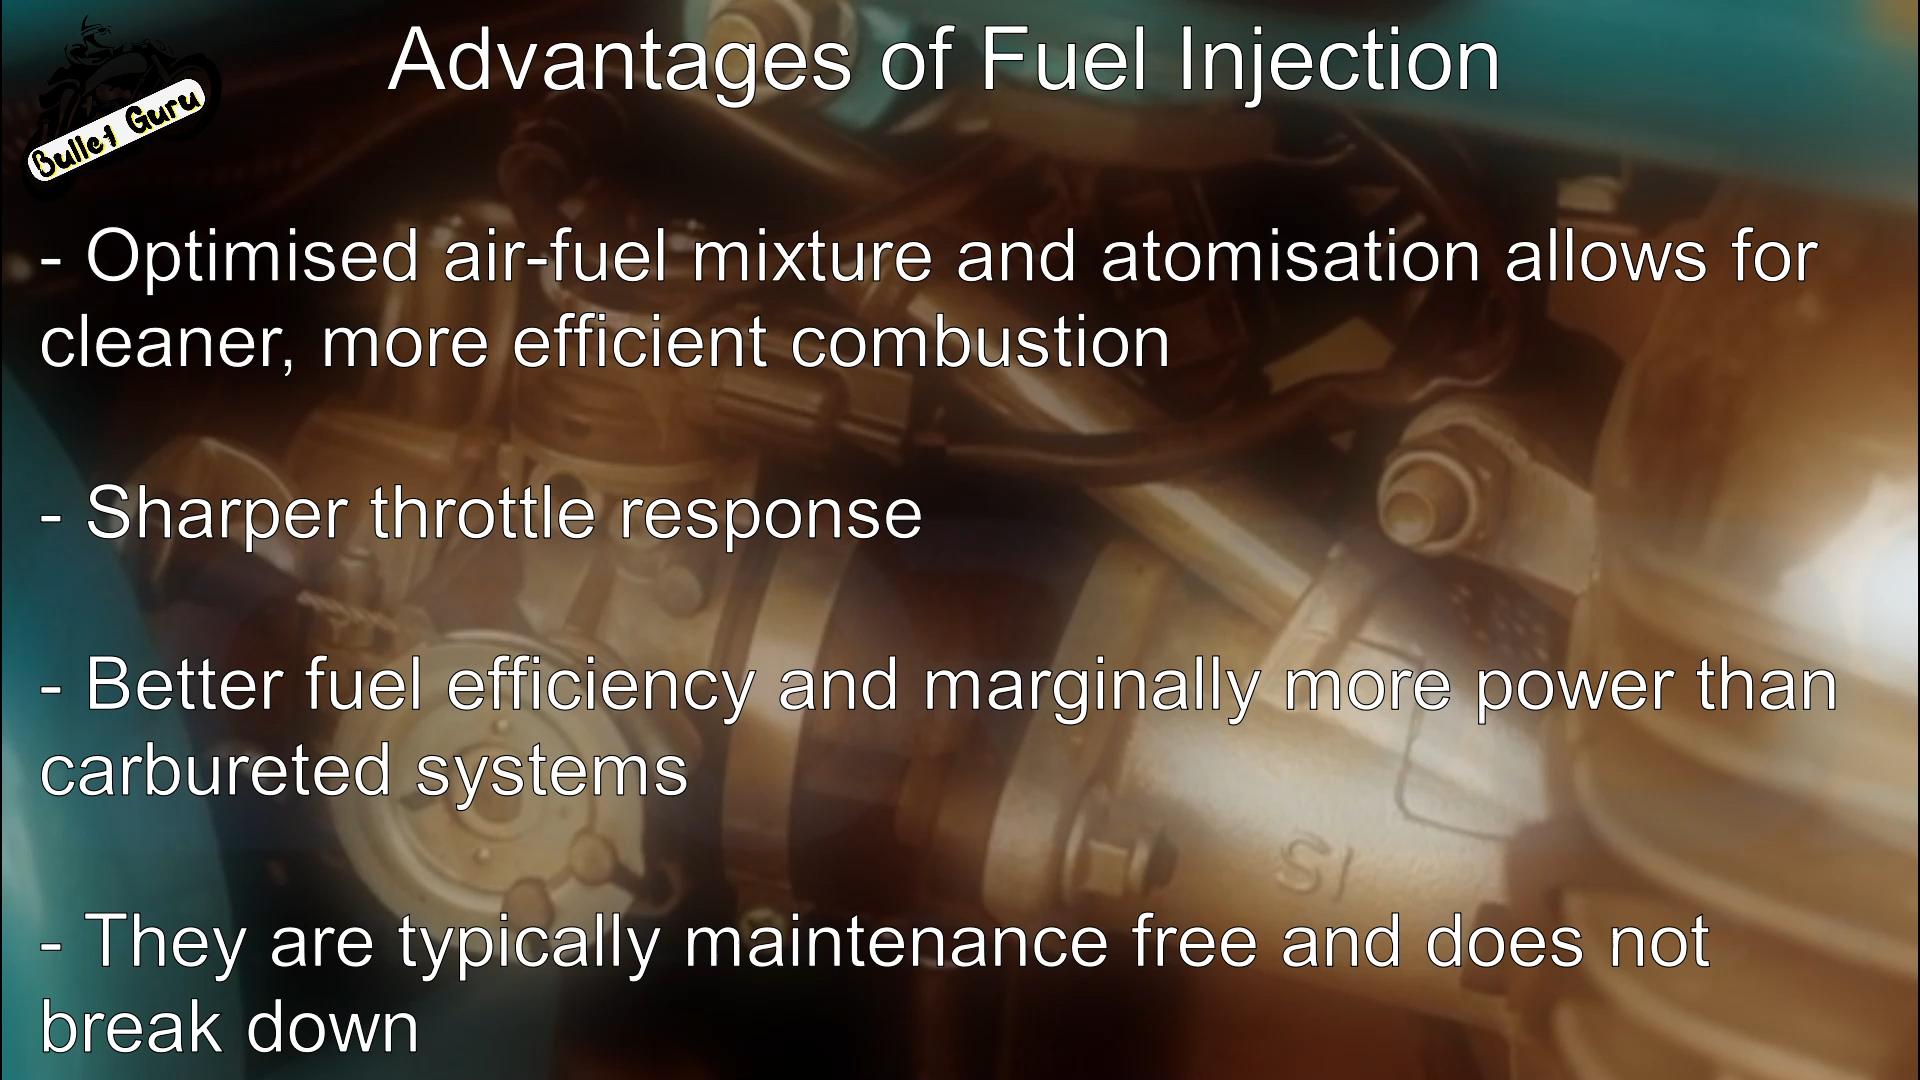 Advantages of Fuel Injection
Bullet Guru
- Optimised air-fuel mixture and atomisation allows for
cleaner, more efficient combustion
- Sharper throttle response
- Better fuel efficiency and marginally more power than
carbureted systems
SI
- They are typically maintenance free and does not
break down